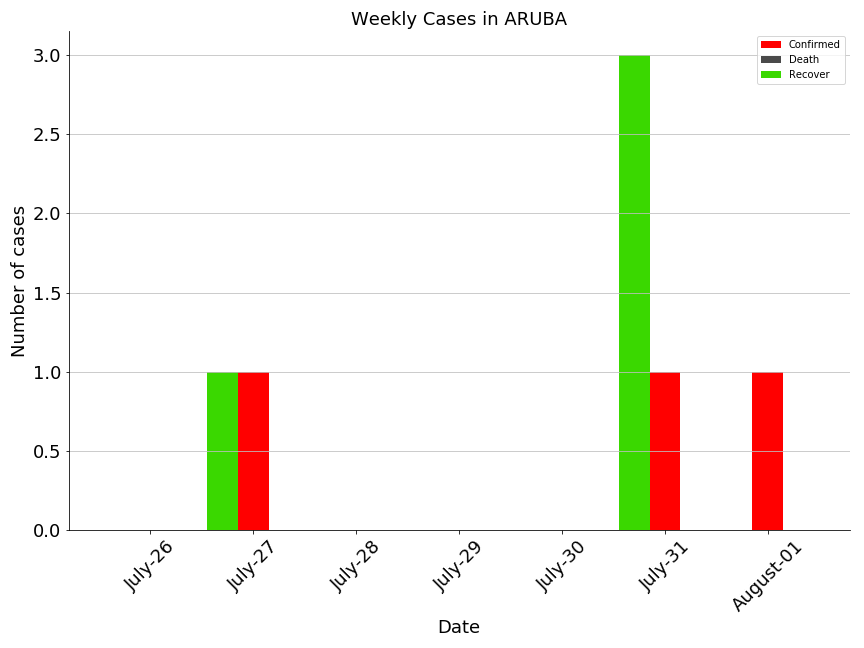 Weekly Cases in ARUBA
Confirmed
Death
Recover
3.0
2.5
2.0
1.5
1.0
0.5
0.0
Number of cases
July-26
July-27
July-28
July-29
July-30
July-31
August-01
Date